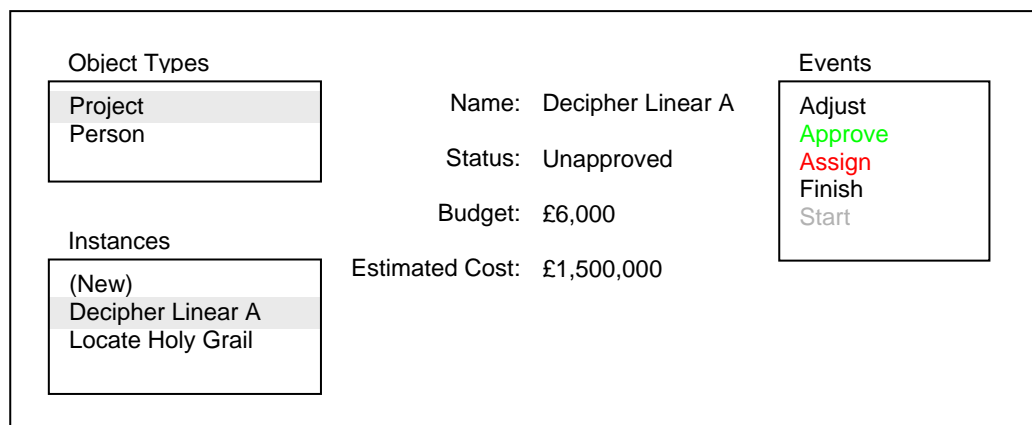 Object Types
Project
Person
Instances
(New)
Decipher Linear A
Locate Holy Grail
Name: Decipher Linear A
Status: Unapproved
Budget: £6,000
Estimated Cost: £1,500,000
Events
Adjust
Approve
Assign
Finish
Start